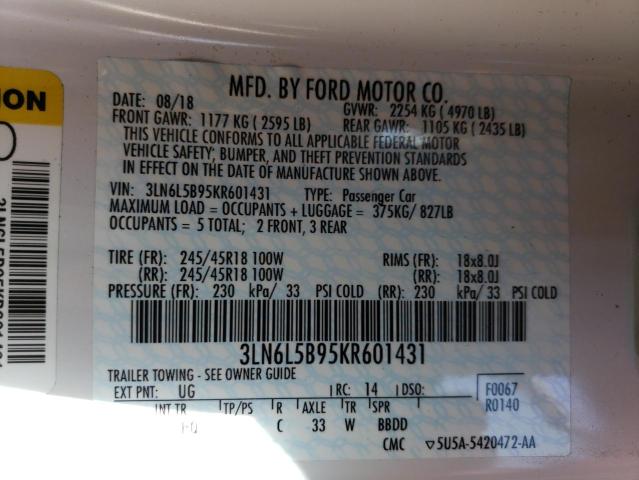 MFD. BY FORD MOTOR CO.
DATE: 08/18 GVWR: 2254 KG ( 4970 LB)
FRONT GAWR: 1177 KG ( 2595 LB) REAR GAWR: 1105 KG ( 2435 LB)
THIS VEHICLE CONFORMS TO ALL APPLICABLE FEDERAL MOTOR
VEHICLE SAFETY, BUMPER, AND THEFT PREVENTION STANDARDS
IN EFFECT ON THE DATE OF MANUFACTURE SHOWN ABOVE.
VIN: 3LN6L5B95KR601431 TYPE: Passenger Car
MAXIMUM LOAD = OCCUPANTS + LUGGAGE = 375KG/ 827LB
OCCUPANTS = 5 TOTAL; 2 FRONT, 3 REAR
TIRE (FR): 245/45R18 100W RIMS (FR): 18x8.0J
(RR): 245/45R18 100W (RR): 18x8.0J
PRESSURE (FR): 230 kPa/ 33 PSI COLD (RR): 230 kPa/ 33 PSI COLD
3LN6L5B95KR601431
TRAILER TOWING - SEE OWNER GUIDE
EXT PNT: UG RC: 14 DSO: F0067
R0140
INT TR TP/PS R AXLE TR SPR
C 33 W BBDD
CMC ▽5U5A-5420472-AA